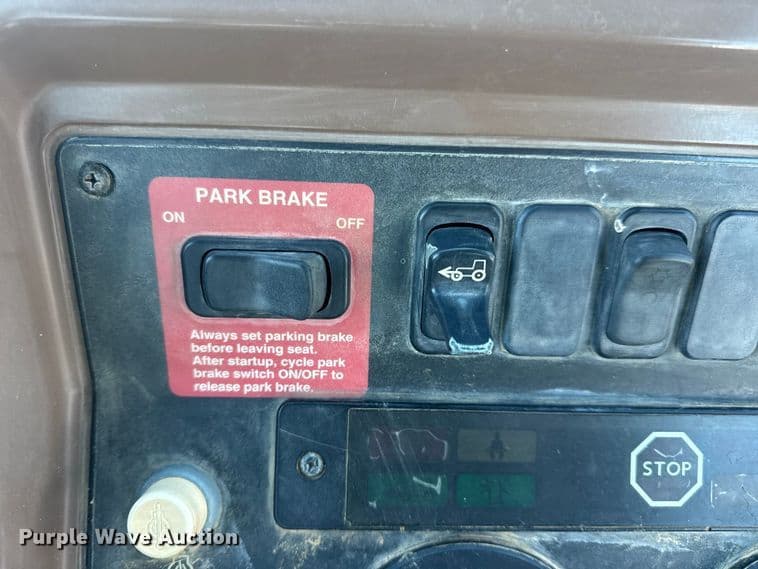 PARK BRAKE
ON
OFF
Always set parking brake
before leaving seat.
After startup, cycle park
brake switch ON/OFF to
release park brake.
STOP
Purple Wave Auction